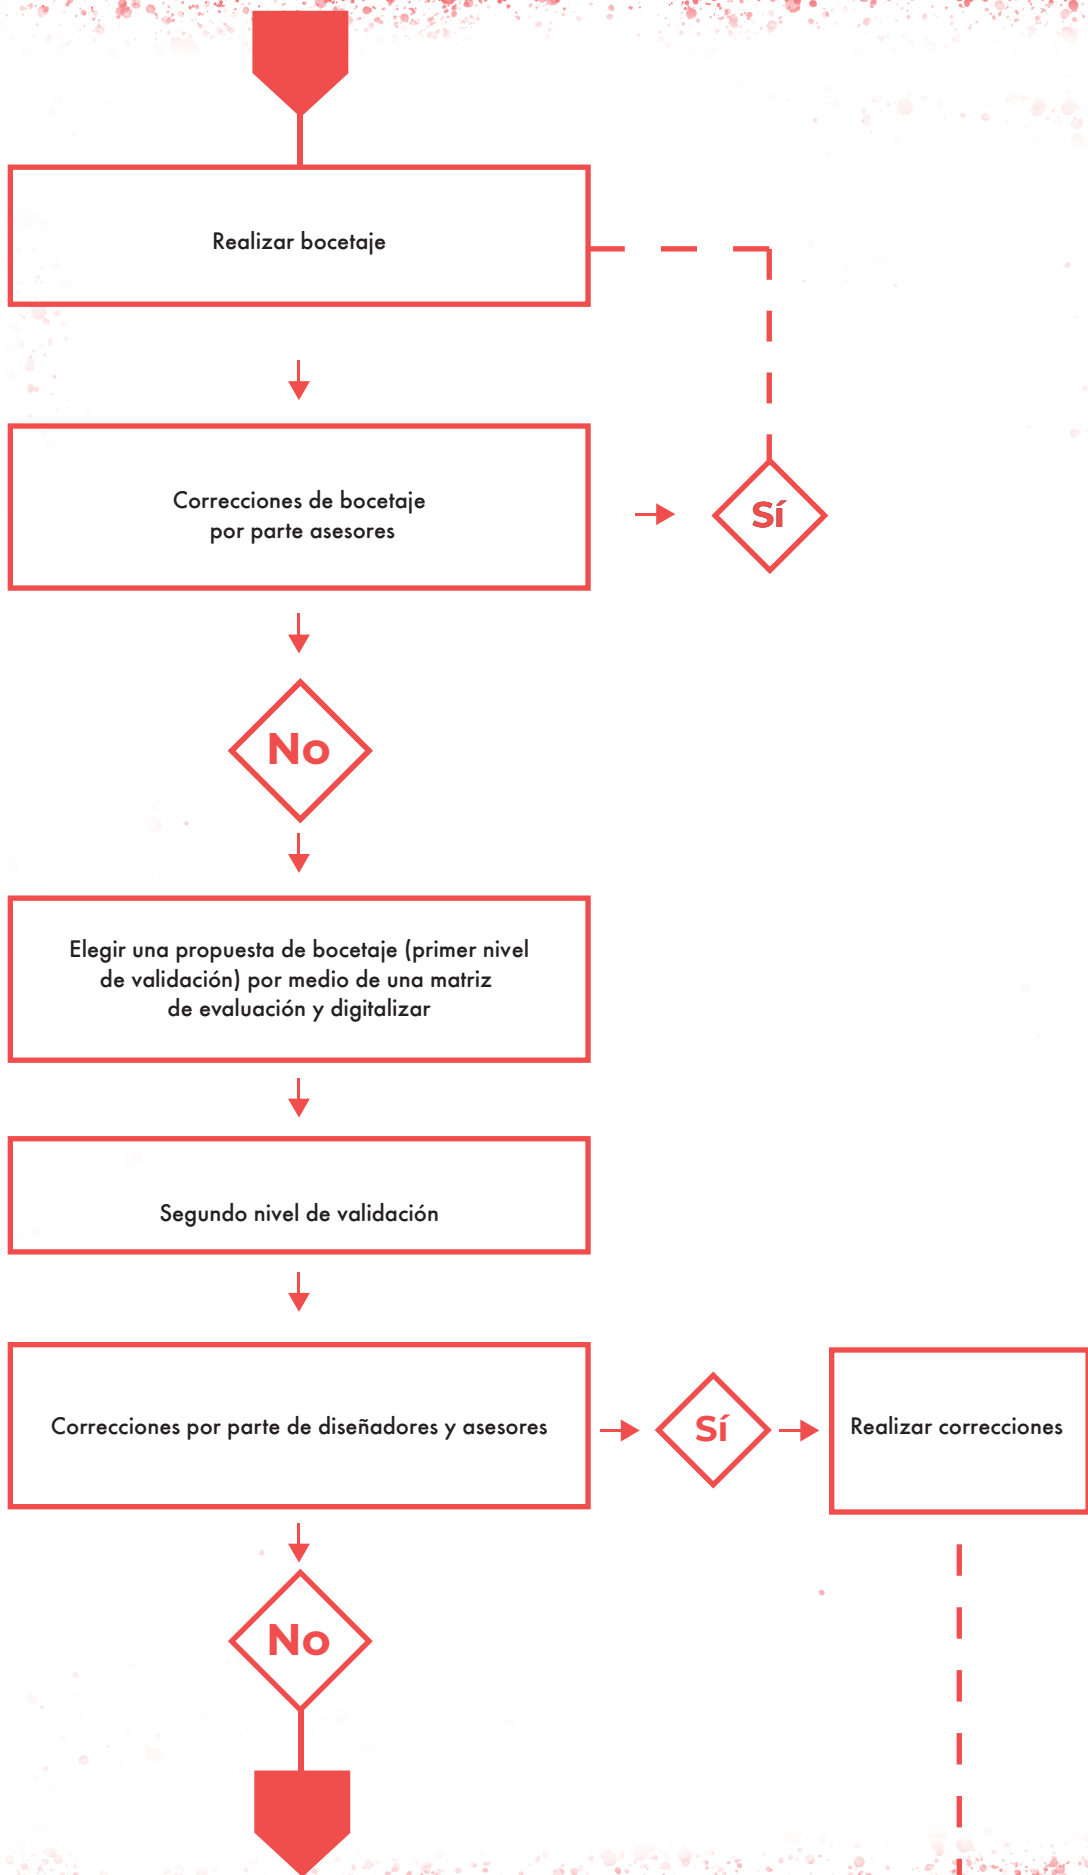 Realizar bocetaje
Correcciones de bocetaje
por parte asesores
Sí
No
Elegir una propuesta de bocetaje (primer nivel
de validación) por medio de una matriz
de evaluación y digitalizar
Segundo nivel de validación
Correcciones por parte de diseñadores y asesores
Sí
Realizar correcciones
No